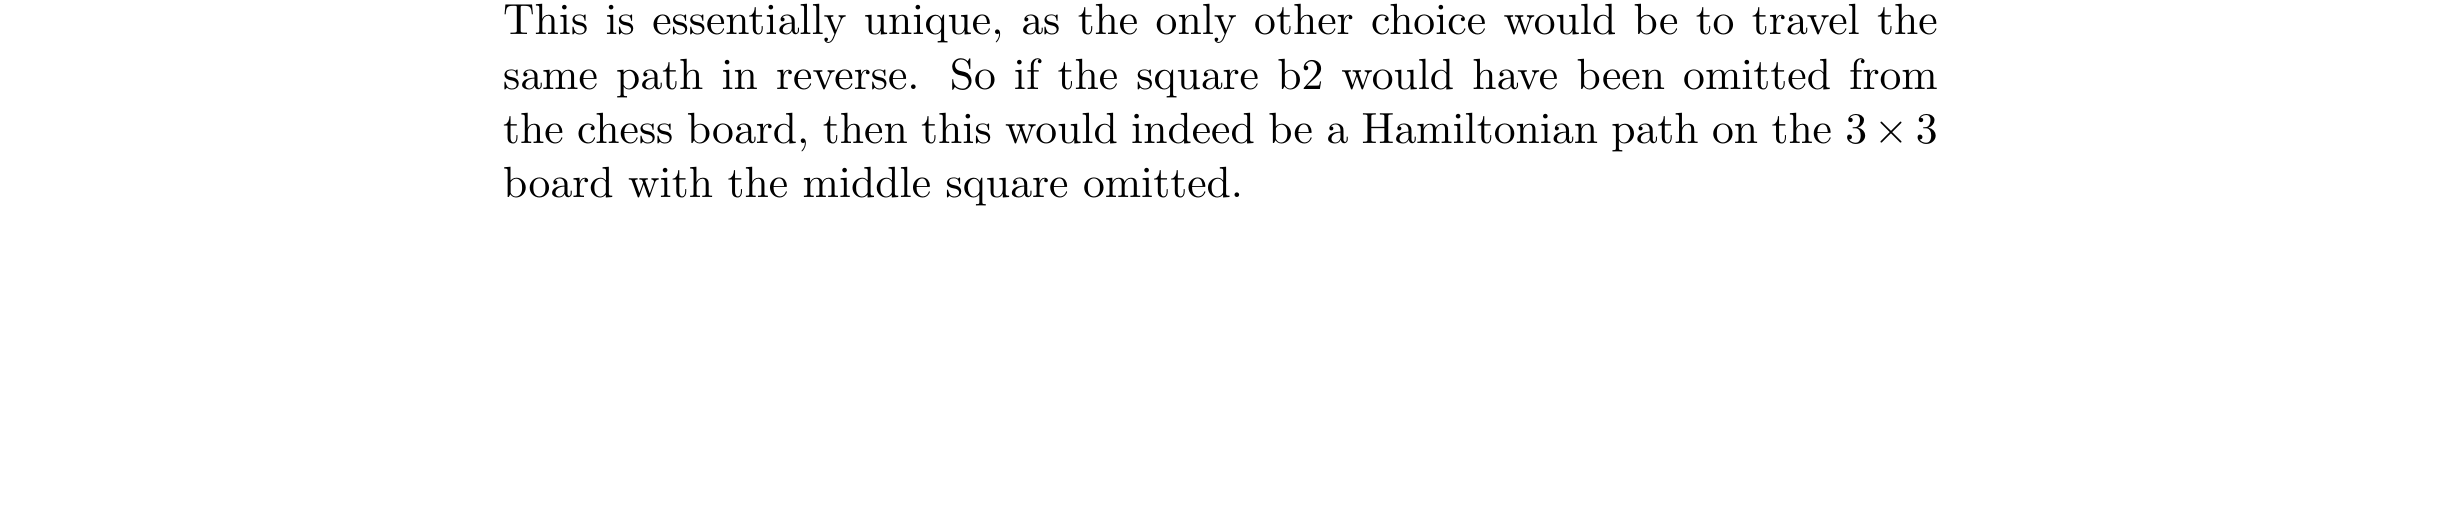 This is essentially unique, as the only other choice would be to travel the
same path in reverse. So if the square b2 would have been omitted from
the chess board, then this would indeed be a Hamiltonian path on the 3 × 3
board with the middle square omitted.